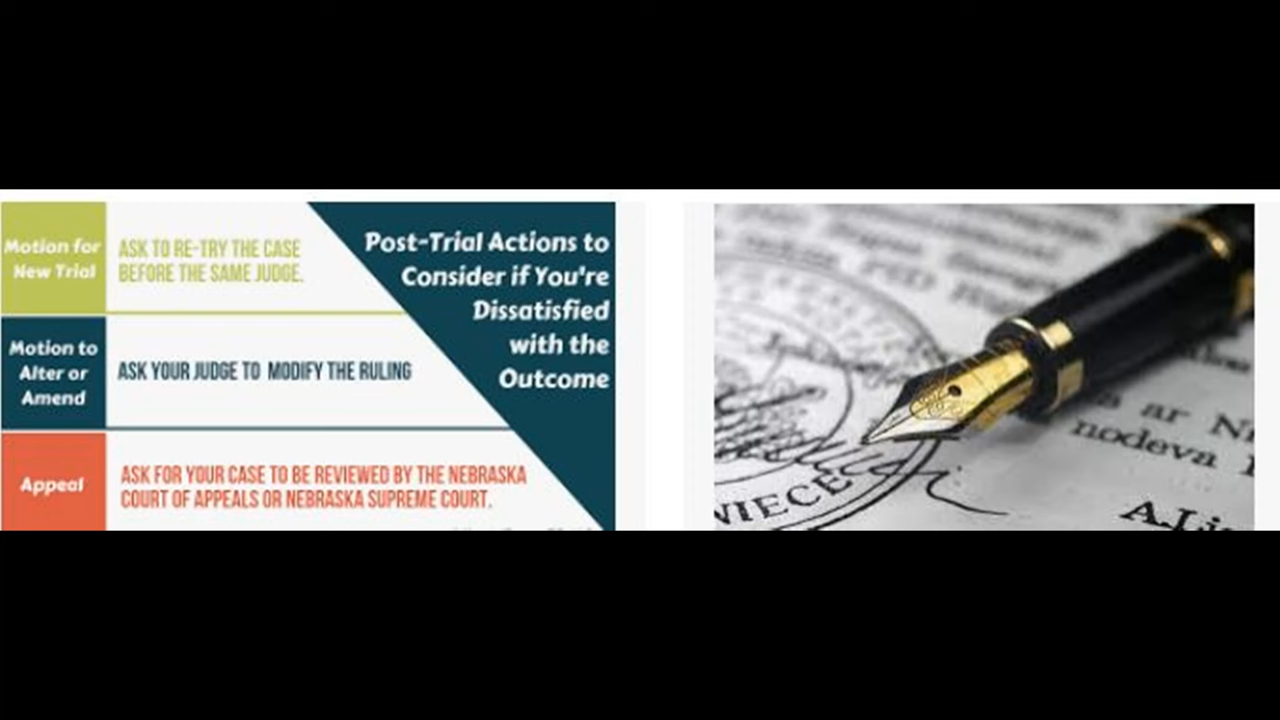 Motion for
New Trial
ASK TO RE-TRY THE CASE
BEFORE THE SAME JUDGE.
Post-Trial Actions to
Consider if You're
Dissatisfied
with the
Outcome
Motion to
Alter or
Amend
ASK YOUR JUDGE TO MODIFY THE RULING
Appeal
ASK FOR YOUR CASE TO BE REVIEWED BY THE NEBRASKA
COURT OF APPEALS OR NEBRASKA SUPREME COURT.
ar
nodeva
WIECE